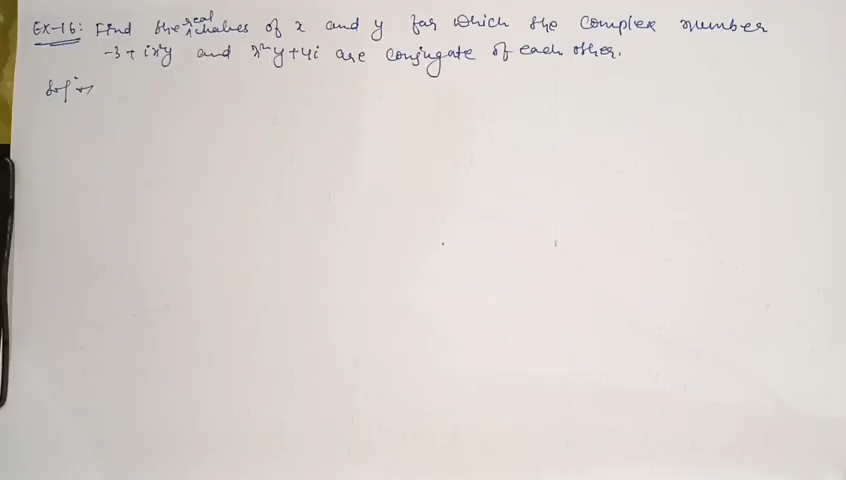 Ex-16: Find the real values of x and y for which the complex number
-3 + ix²y and x²y + 4i are conjugate of each other.
Solⁿ →